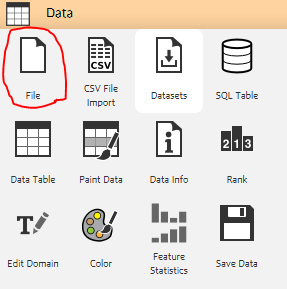 Data
File
CSV
CSV File
Import
Datasets
SQL Table
2 1 3
Data Table
Paint Data
Data Info
Rank
T
Edit Domain
Color
Feature
Statistics
Save Data